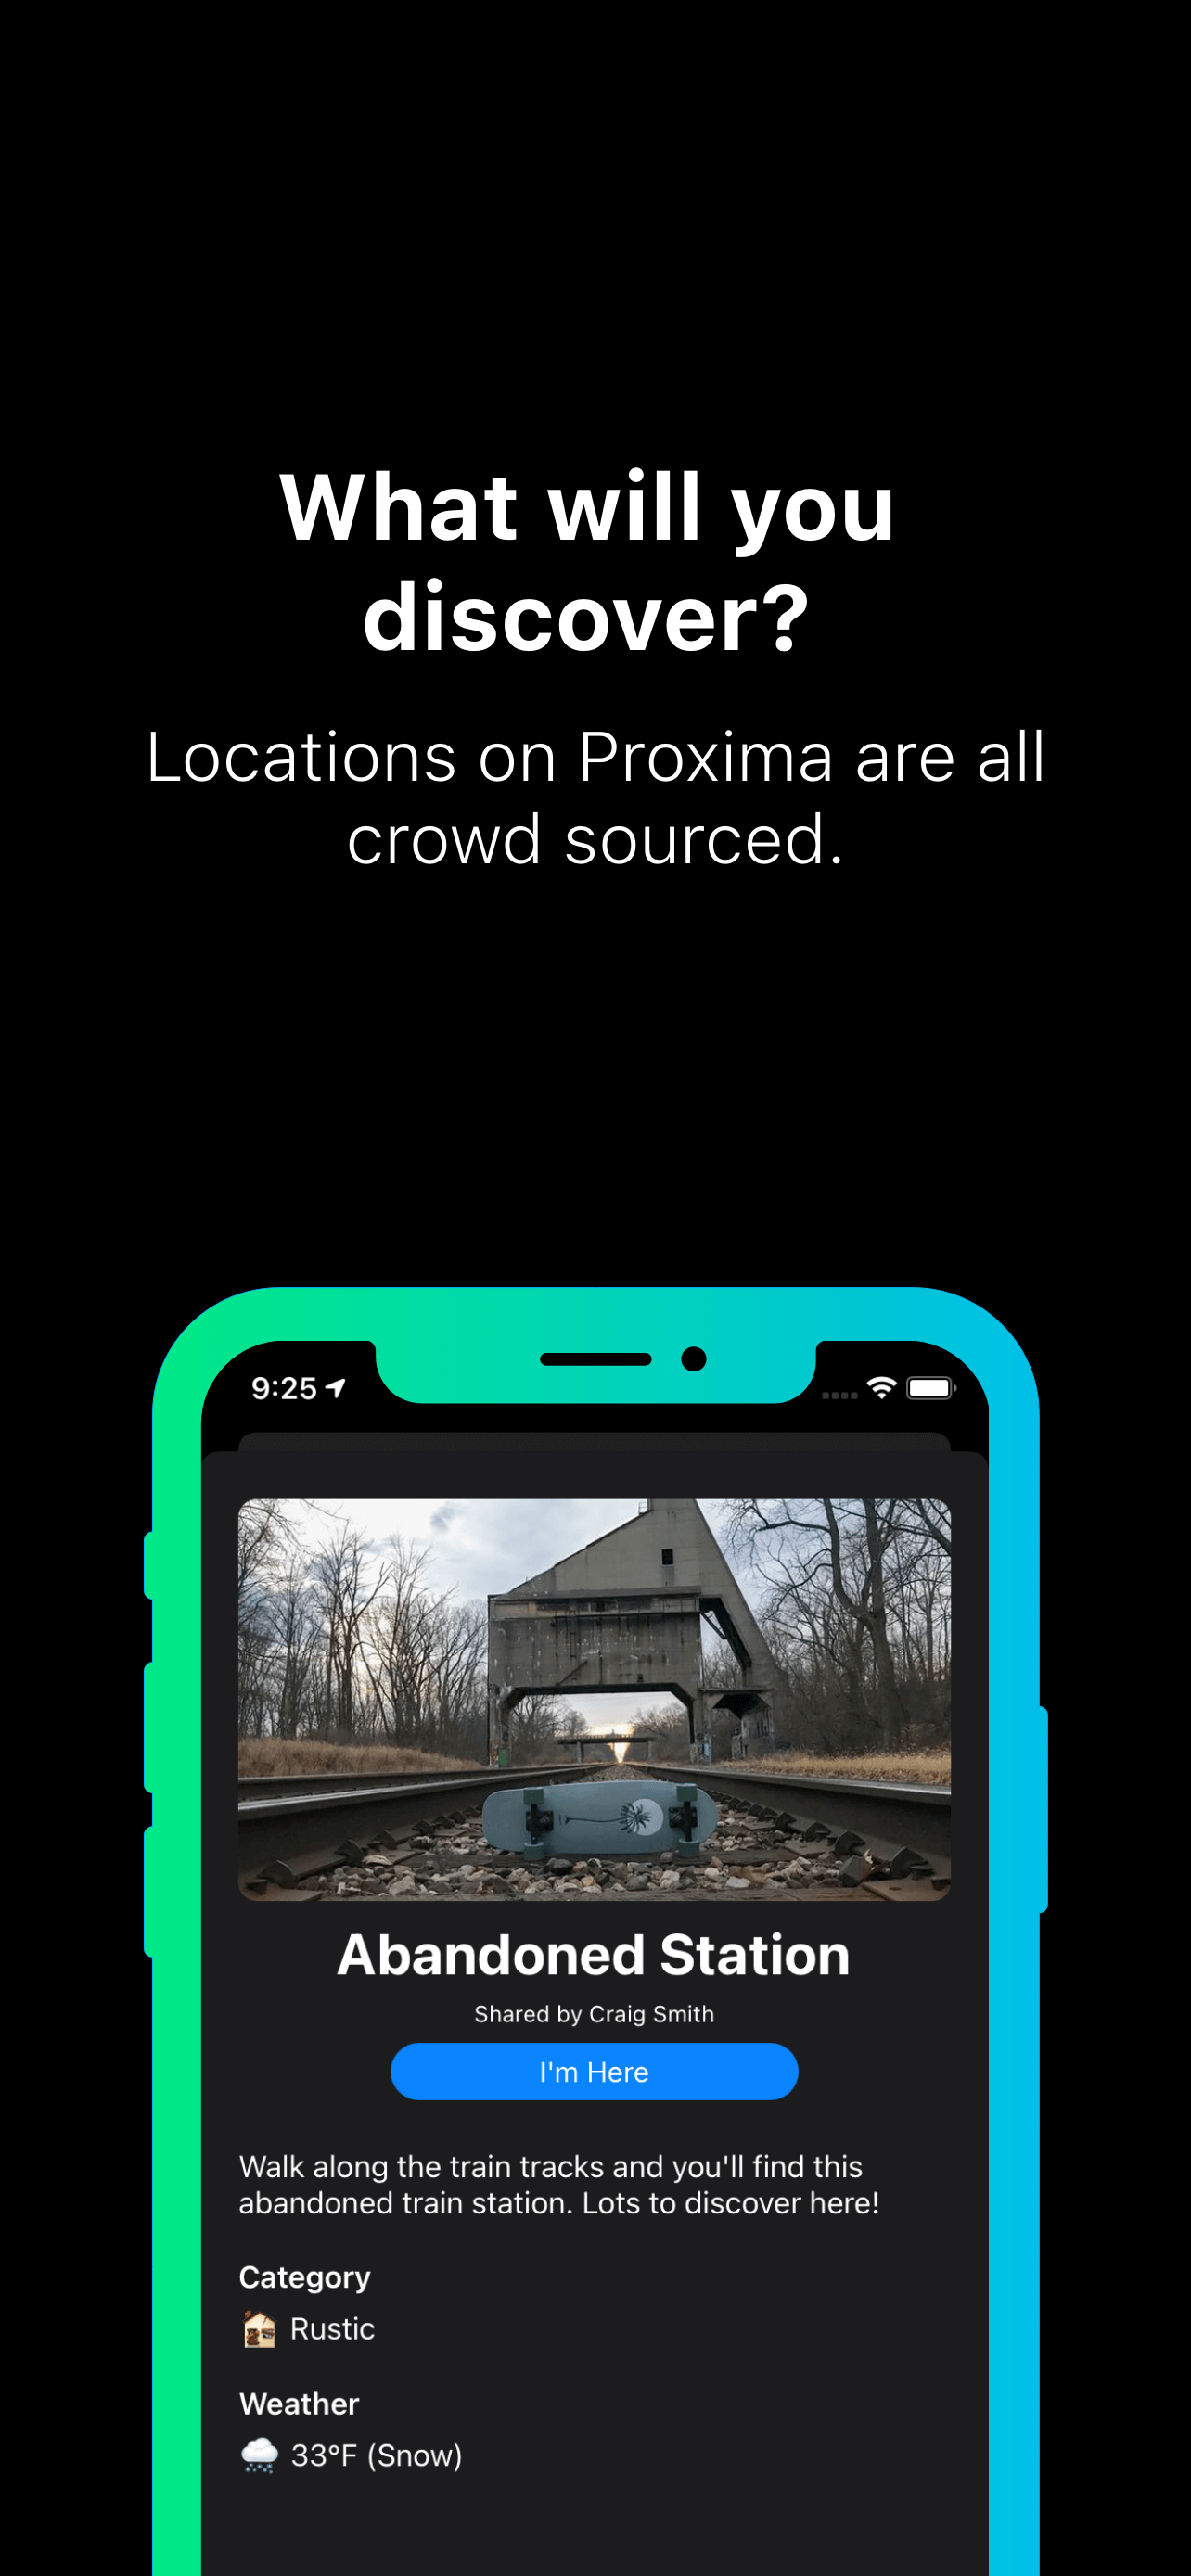 What will you
discover?
Locations on Proxima are all
crowd sourced.
9:25
Abandoned Station
Shared by Craig Smith
I'm Here
Walk along the train tracks and you'll find this
abandoned train station. Lots to discover here!
Category
Rustic
Weather
33°F (Snow)